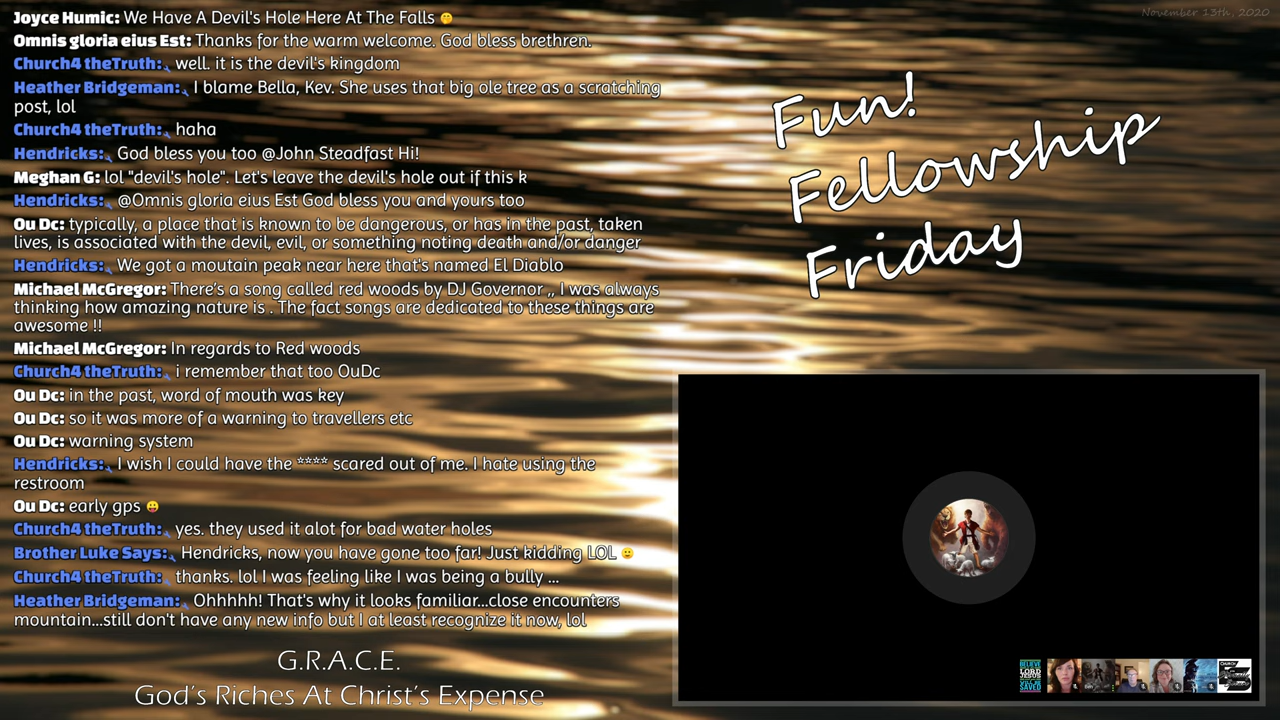 Joyce Humic: We Have A Devil's Hole Here At The Falls 🤭
Omnis gloria eius Est: Thanks for the warm welcome. God bless brethren.
Church4 theTruth: well. it is the devil's kingdom
Heather Bridgeman: I blame Bella, Kev. She uses that big ole tree as a scratching
post, lol
Church4 theTruth: haha
Hendricks: God bless you too @John Steadfast Hi!
Meghan G: lol "devil's hole". Let's leave the devil's hole out if this k
Hendricks: @Omnis gloria eius Est God bless you and yours too
Ou Dc: typically, a place that is known to be dangerous, or has in the past, taken
lives, is associated with the devil, evil, or something noting death and/or danger
Hendricks: We got a moutain peak near here that's named El Diablo
Michael McGregor: There's a song called red woods by DJ Governor ,, I was always
thinking how amazing nature is . The fact songs are dedicated to these things are
awesome !!
Michael McGregor: In regards to Red woods
Church4 theTruth: i remember that too OuDc
Ou Dc: in the past, word of mouth was key
Ou Dc: so it was more of a warning to travellers etc
Ou Dc: warning system
Hendricks: I wish I could have the **** scared out of me. I hate using the
restroom
Ou Dc: early gps 😛
Church4 theTruth: yes. they used it alot for bad water holes
Brother Luke Says: Hendricks, now you have gone too far! Just kidding LOL 🙂
Church4 theTruth: thanks. lol I was feeling like I was being a bully ...
Heather Bridgeman: Ohhhhh! That's why it looks familiar...close encounters
mountain...still don't have any new info but I at least recognize it now, lol
G.R.A.C.E.
God's Riches At Christ's Expense
November 13th, 2020
Fun!
Fellowship
Friday
BELIEVE
LORD
JESUS
SAVED
CHURCH